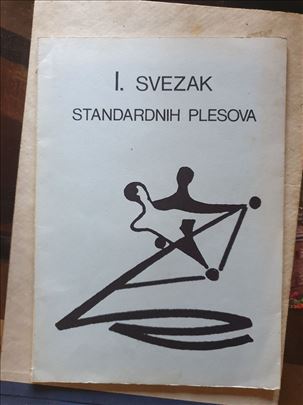 I. SVEZAK
STANDARDNIH PLESOVA